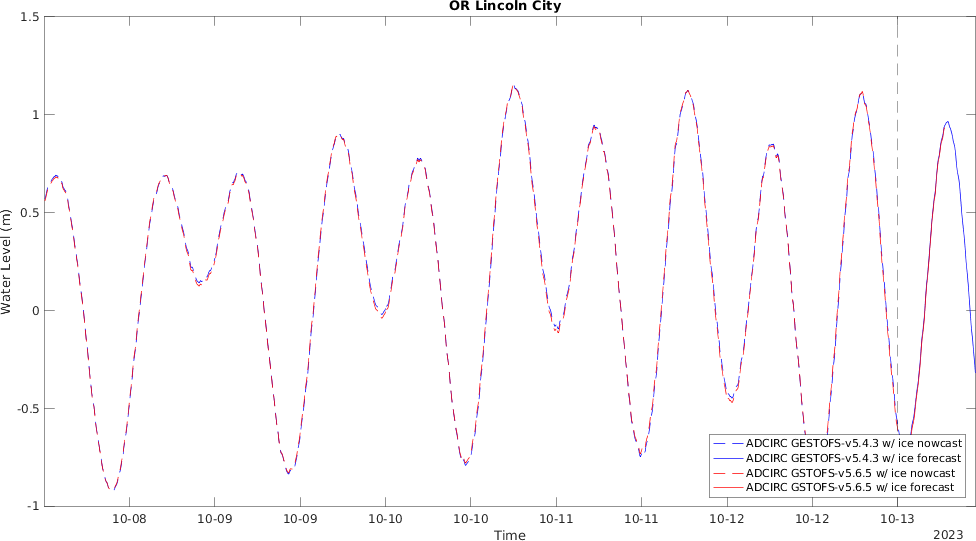 OR Lincoln City
1.5
1
0.5
0
-0.5
-1
Water Level (m)
ADCIRC GESTOFS-v5.4.3 w/ ice nowcast
ADCIRC GESTOFS-v5.4.3 w/ ice forecast
ADCIRC GSTOFS-v5.6.5 w/ ice nowcast
ADCIRC GSTOFS-v5.6.5 w/ ice forecast
10-08 10-09 10-09 10-10 10-10 10-11 10-11 10-12 10-12 10-13
Time
2023